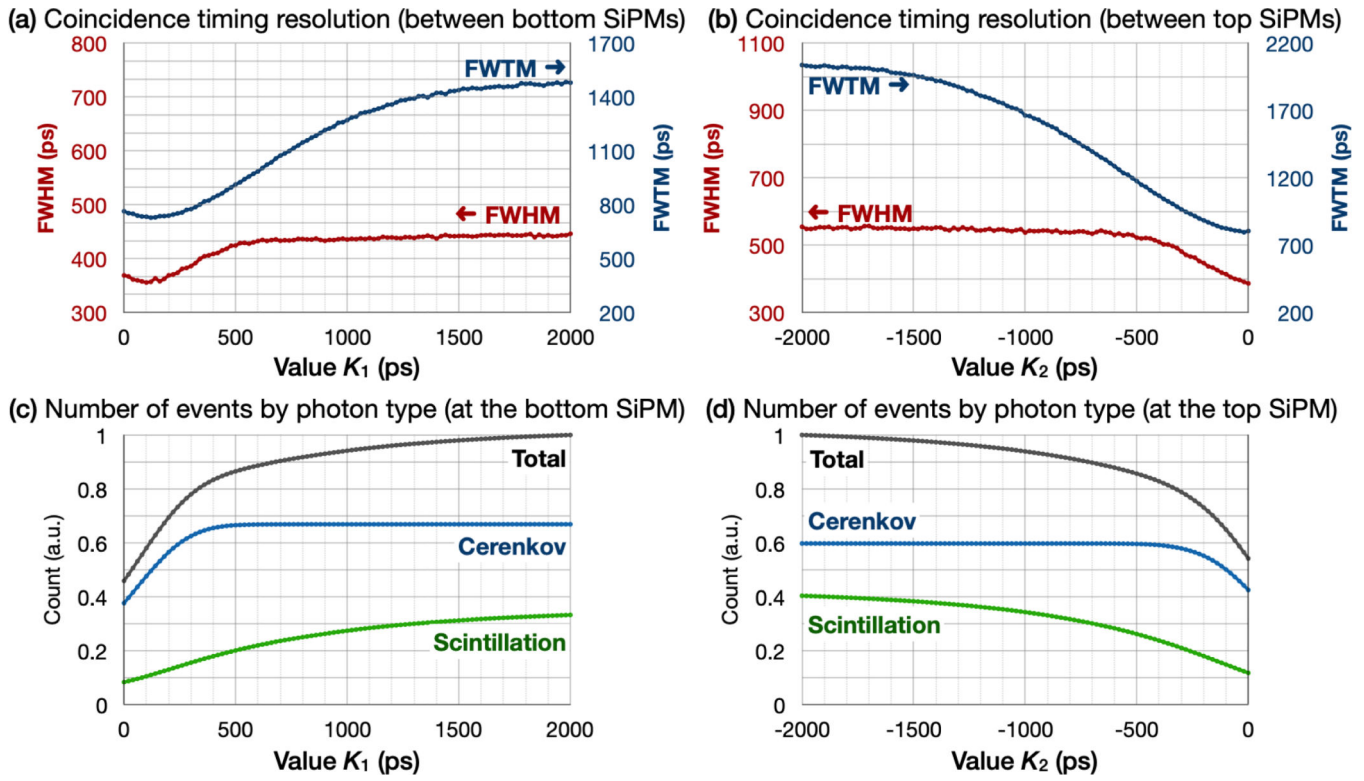 (a) Coincidence timing resolution (between bottom SiPMs)
800
700
600
500
400
300
FWHM (ps)
1700
1400
1100
800
500
200
FWTM (ps)
FWTM →
← FWHM
0
500
1000
1500
2000
Value K₁ (ps)
(b) Coincidence timing resolution (between top SiPMs)
1100
900
700
500
300
FWHM (ps)
2200
1700
1200
700
200
FWTM (ps)
FWTM →
← FWHM
-2000
-1500
-1000
-500
0
Value K₂ (ps)
(c) Number of events by photon type (at the bottom SiPM)
1
0.8
0.6
0.4
0.2
0
Count (a.u.)
Total
Cerenkov
Scintillation
0
500
1000
1500
2000
Value K₁ (ps)
(d) Number of events by photon type (at the top SiPM)
1
0.8
0.6
0.4
0.2
0
Count (a.u.)
Total
Cerenkov
Scintillation
-2000
-1500
-1000
-500
0
Value K₂ (ps)